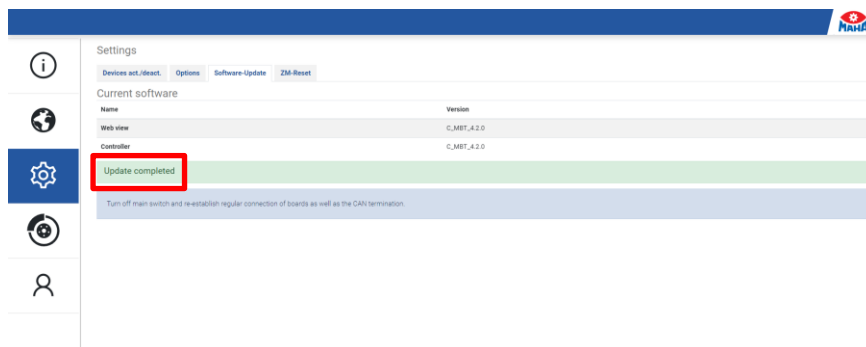 MAHA
Settings
Devices act./deact. Options Software-Update ZM-Reset
Current software
Name Version
Web view C_MBT_4.2.0
Controller C_MBT_4.2.0
Update completed
Turn off main switch and re-establish regular connection of boards as well as the CAN termination.